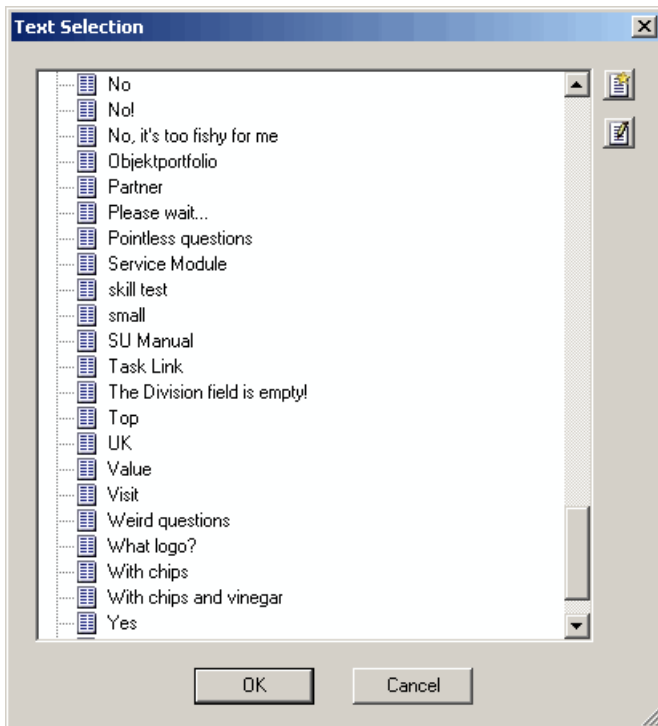 Text Selection
No
No!
No, it's too fishy for me
Objektportfolio
Partner
Please wait...
Pointless questions
Service Module
skill test
small
SU Manual
Task Link
The Division field is empty!
Top
UK
Value
Visit
Weird questions
What logo?
With chips
With chips and vinegar
Yes
OK
Cancel